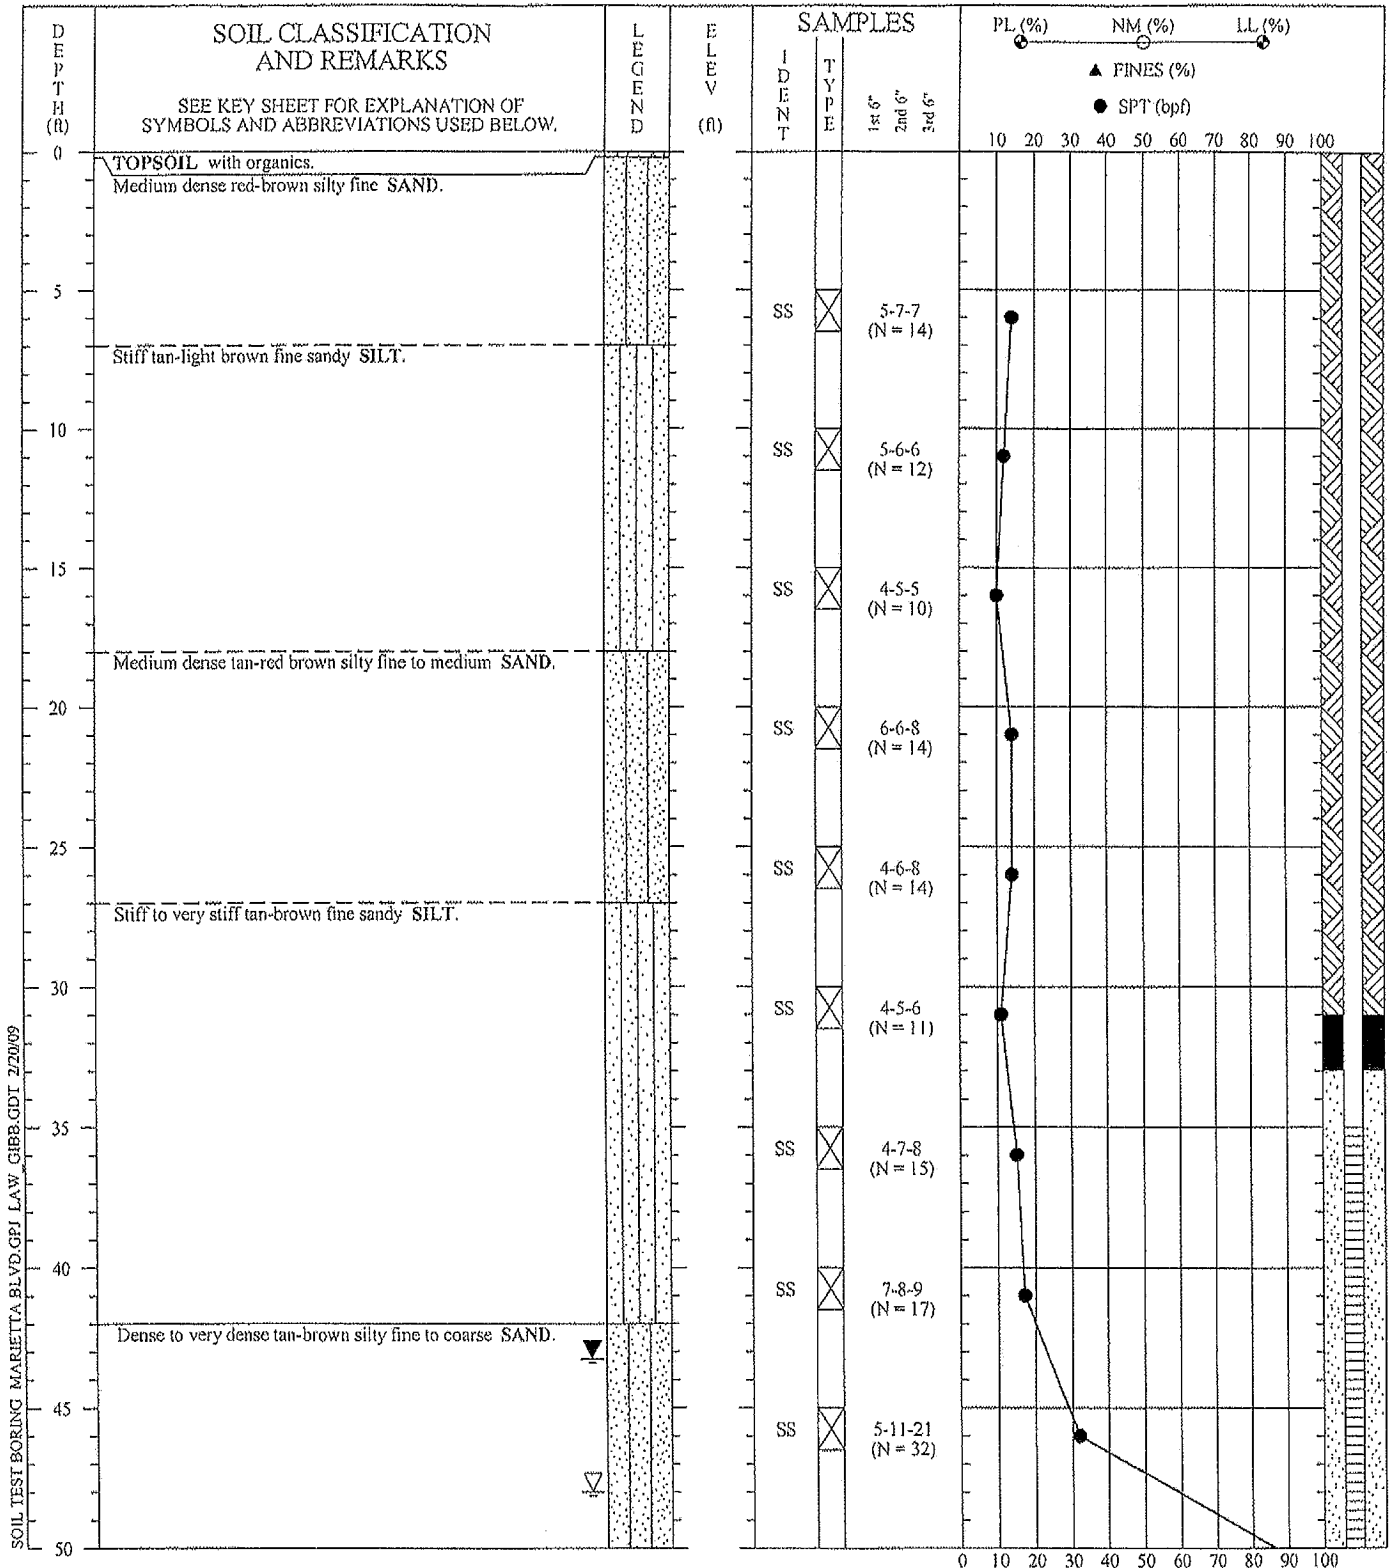 DEPTH (ft)
SOIL CLASSIFICATION
AND REMARKS
SEE KEY SHEET FOR EXPLANATION OF
SYMBOLS AND ABBREVIATIONS USED BELOW.
LEGEND
ELEV (ft)
SAMPLES
IDENT
TYPE
1st 6"
2nd 6"
3rd 6"
PL (%) NM (%) LL (%)
▲ FINES (%)
● SPT (bpf)
10 20 30 40 50 60 70 80 90 100
0
TOPSOIL with organics.
Medium dense red-brown silty fine SAND.
5
SS
5-7-7
(N = 14)
Stiff tan-light brown fine sandy SILT.
10
SS
5-6-6
(N = 12)
15
SS
4-5-5
(N = 10)
Medium dense tan-red brown silty fine to medium SAND.
20
SS
6-6-8
(N = 14)
25
SS
4-6-8
(N = 14)
Stiff to very stiff tan-brown fine sandy SILT.
30
SS
4-5-6
(N = 11)
35
SS
4-7-8
(N = 15)
40
SS
7-8-9
(N = 17)
Dense to very dense tan-brown silty fine to coarse SAND.
45
SS
5-11-21
(N = 32)
50
0 10 20 30 40 50 60 70 80 90 100
SOIL TEST BORING MARIETTA BLVD.GPJ LAW GIBB.GDT 2/20/09